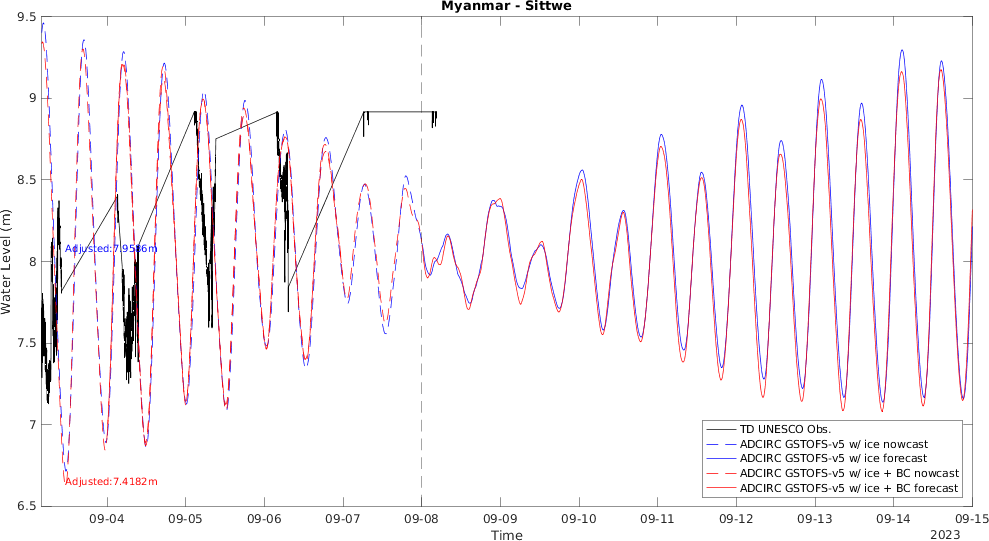 Myanmar - Sittwe
9.5
9
8.5
8
7.5
7
6.5
Water Level (m)
Adjusted:7.9586m
Adjusted:7.4182m
TD UNESCO Obs.
ADCIRC GSTOFS-v5 w/ ice nowcast
ADCIRC GSTOFS-v5 w/ ice forecast
ADCIRC GSTOFS-v5 w/ ice + BC nowcast
ADCIRC GSTOFS-v5 w/ ice + BC forecast
09-04 09-05 09-06 09-07 09-08 09-09 09-10 09-11 09-12 09-13 09-14 09-15
Time
2023